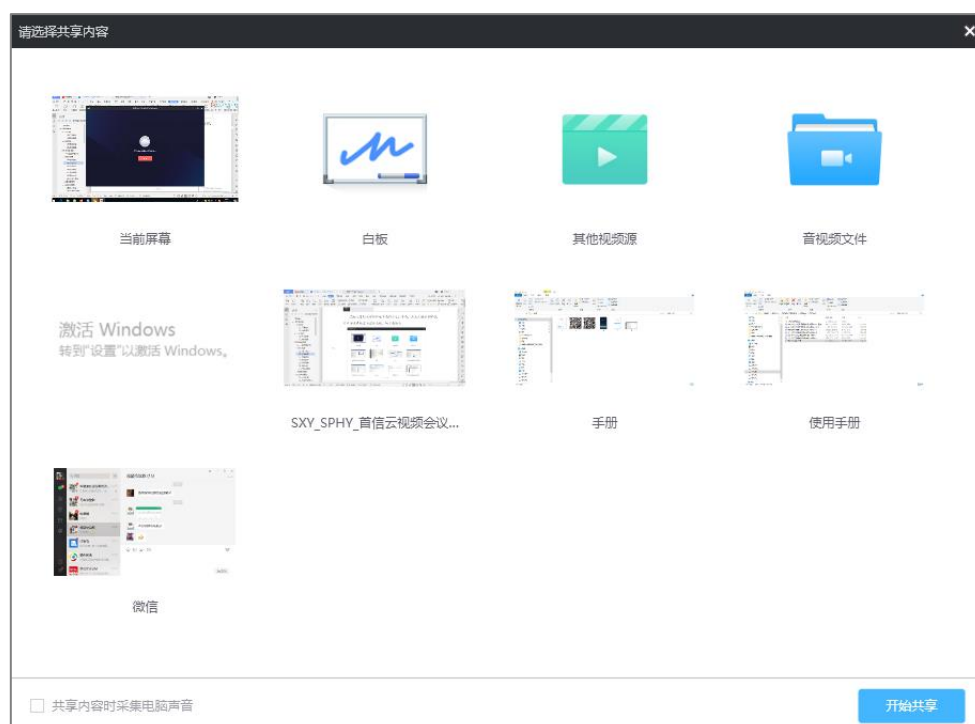 请选择共享内容
当前屏幕
白板
其他视频源
音视频文件
激活 Windows
转到"设置"以激活 Windows。
SXY_SPHY_首信云视频会议...
手册
使用手册
微信
共享内容时采集电脑声音
开始共享